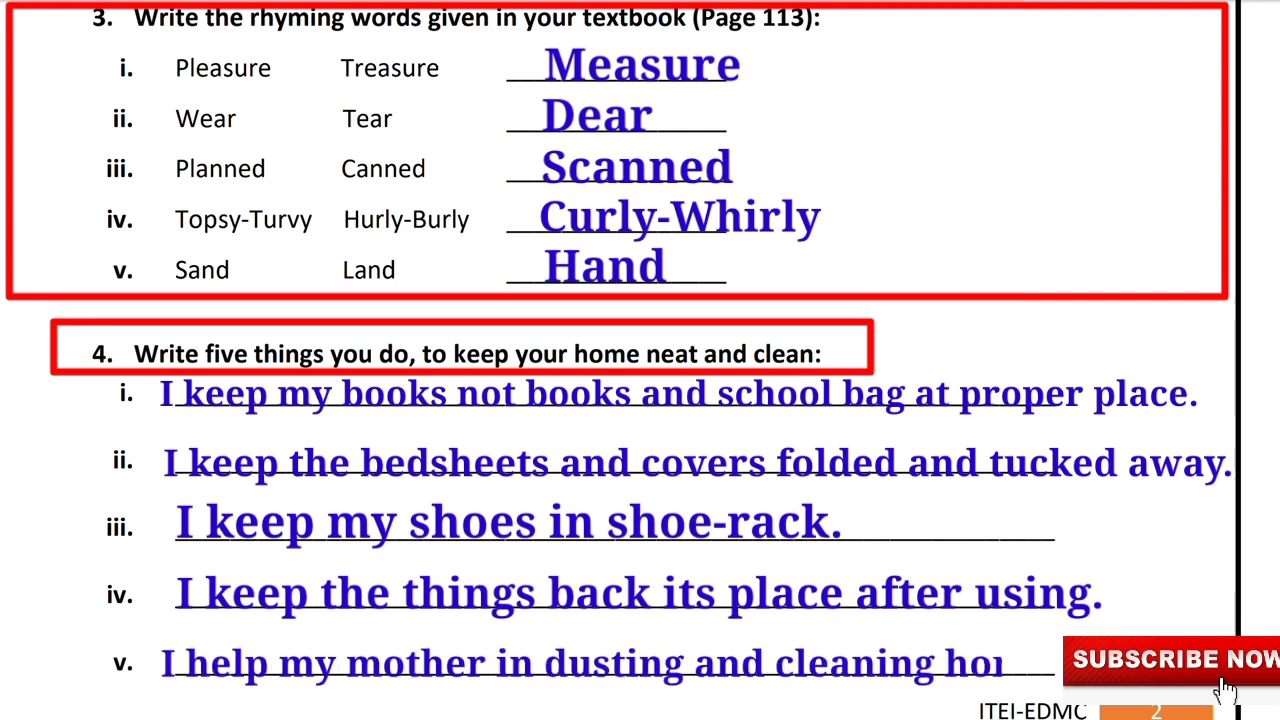 3. Write the rhyming words given in your textbook (Page 113):
i. Pleasure Treasure Measure
ii. Wear Tear Dear
iii. Planned Canned Scanned
iv. Topsy-Turvy Hurly-Burly Curly-Whirly
v. Sand Land Hand
4. Write five things you do, to keep your home neat and clean:
i. I keep my books not books and school bag at proper place.
ii. I keep the bedsheets and covers folded and tucked away.
iii. I keep my shoes in shoe-rack.
iv. I keep the things back its place after using.
v. I help my mother in dusting and cleaning
SUBSCRIBE NOW
ITEI-EDMC 2